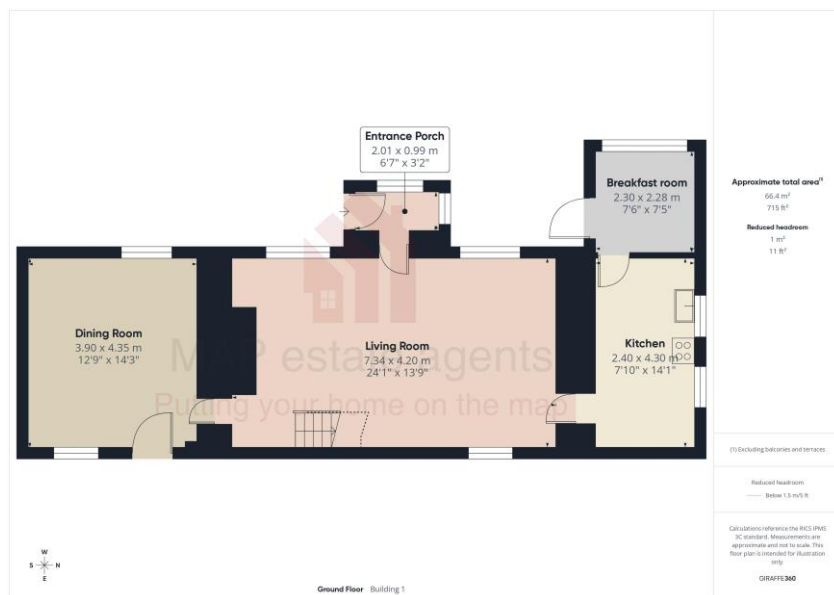 Entrance Porch
2.01 x 0.99 m
6'7" x 3'2"
Breakfast room
2.30 x 2.28 m
7'6" x 7'5"
Dining Room
3.90 x 4.35 m
12'9" x 14'3"
Living Room
7.34 x 4.20 m
24'1" x 13'9"
Kitchen
2.40 x 4.30 m
7'10" x 14'1"
MAP estate agents
Putting your home on the map
W
S N
E
Ground Floor Building 1
Approximate total area(1)
66.4 m²
715 ft²
Reduced headroom
1 m²
11 ft²
(1) Excluding balconies and terraces
Reduced headroom
Below 1.5 m/5 ft
Calculations reference the RICS IPMS
3C standard. Measurements are
approximate and not to scale. This
floor plan is intended for illustration
only.
GIRAFFE360